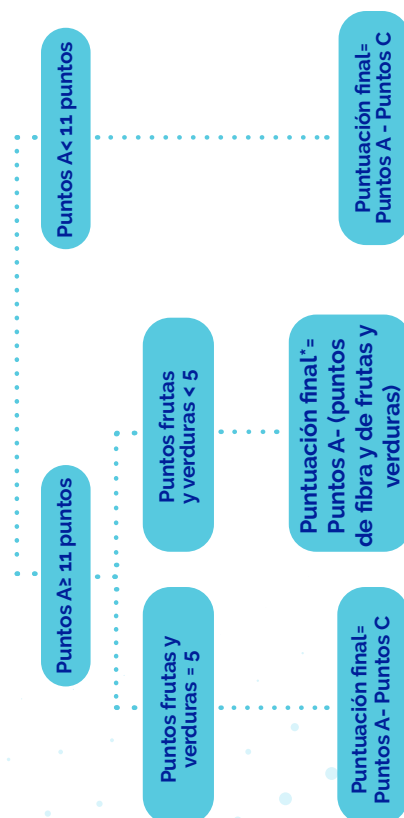 Puntos A≥ 11 puntos
Puntos A< 11 puntos
Puntos frutas y
verduras = 5
Puntos frutas
y verduras < 5
Puntuación final=
Puntos A- Puntos C
Puntuación final*=
Puntos A- (puntos
de fibra y de frutas y
verduras)
Puntuación final=
Puntos A - Puntos C